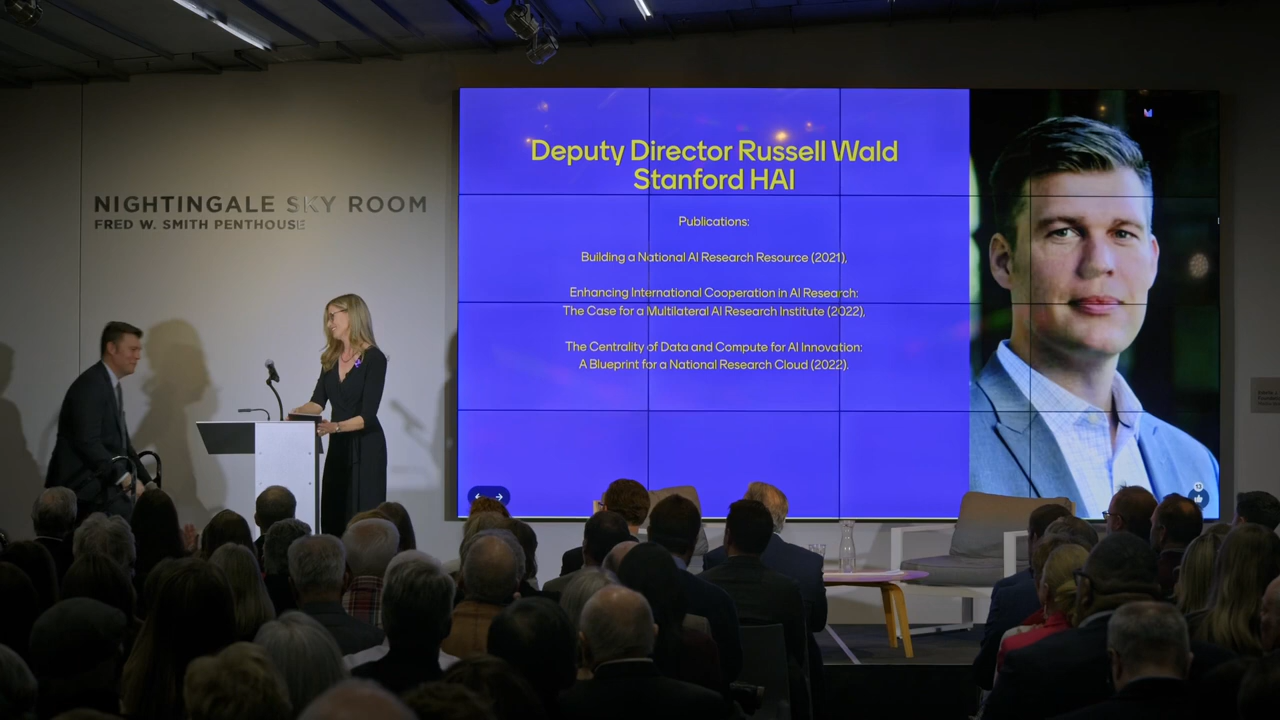 NIGHTINGALE SKY ROOM
FRED W. SMITH PENTHOUSE
Deputy Director Russell Wald
Stanford HAI
Publications:
Building a National AI Research Resource (2021),
Enhancing International Cooperation in AI Research:
The Case for a Multilateral AI Research Institute (2022),
The Centrality of Data and Compute for AI Innovation:
A Blueprint for a National Research Cloud (2022).